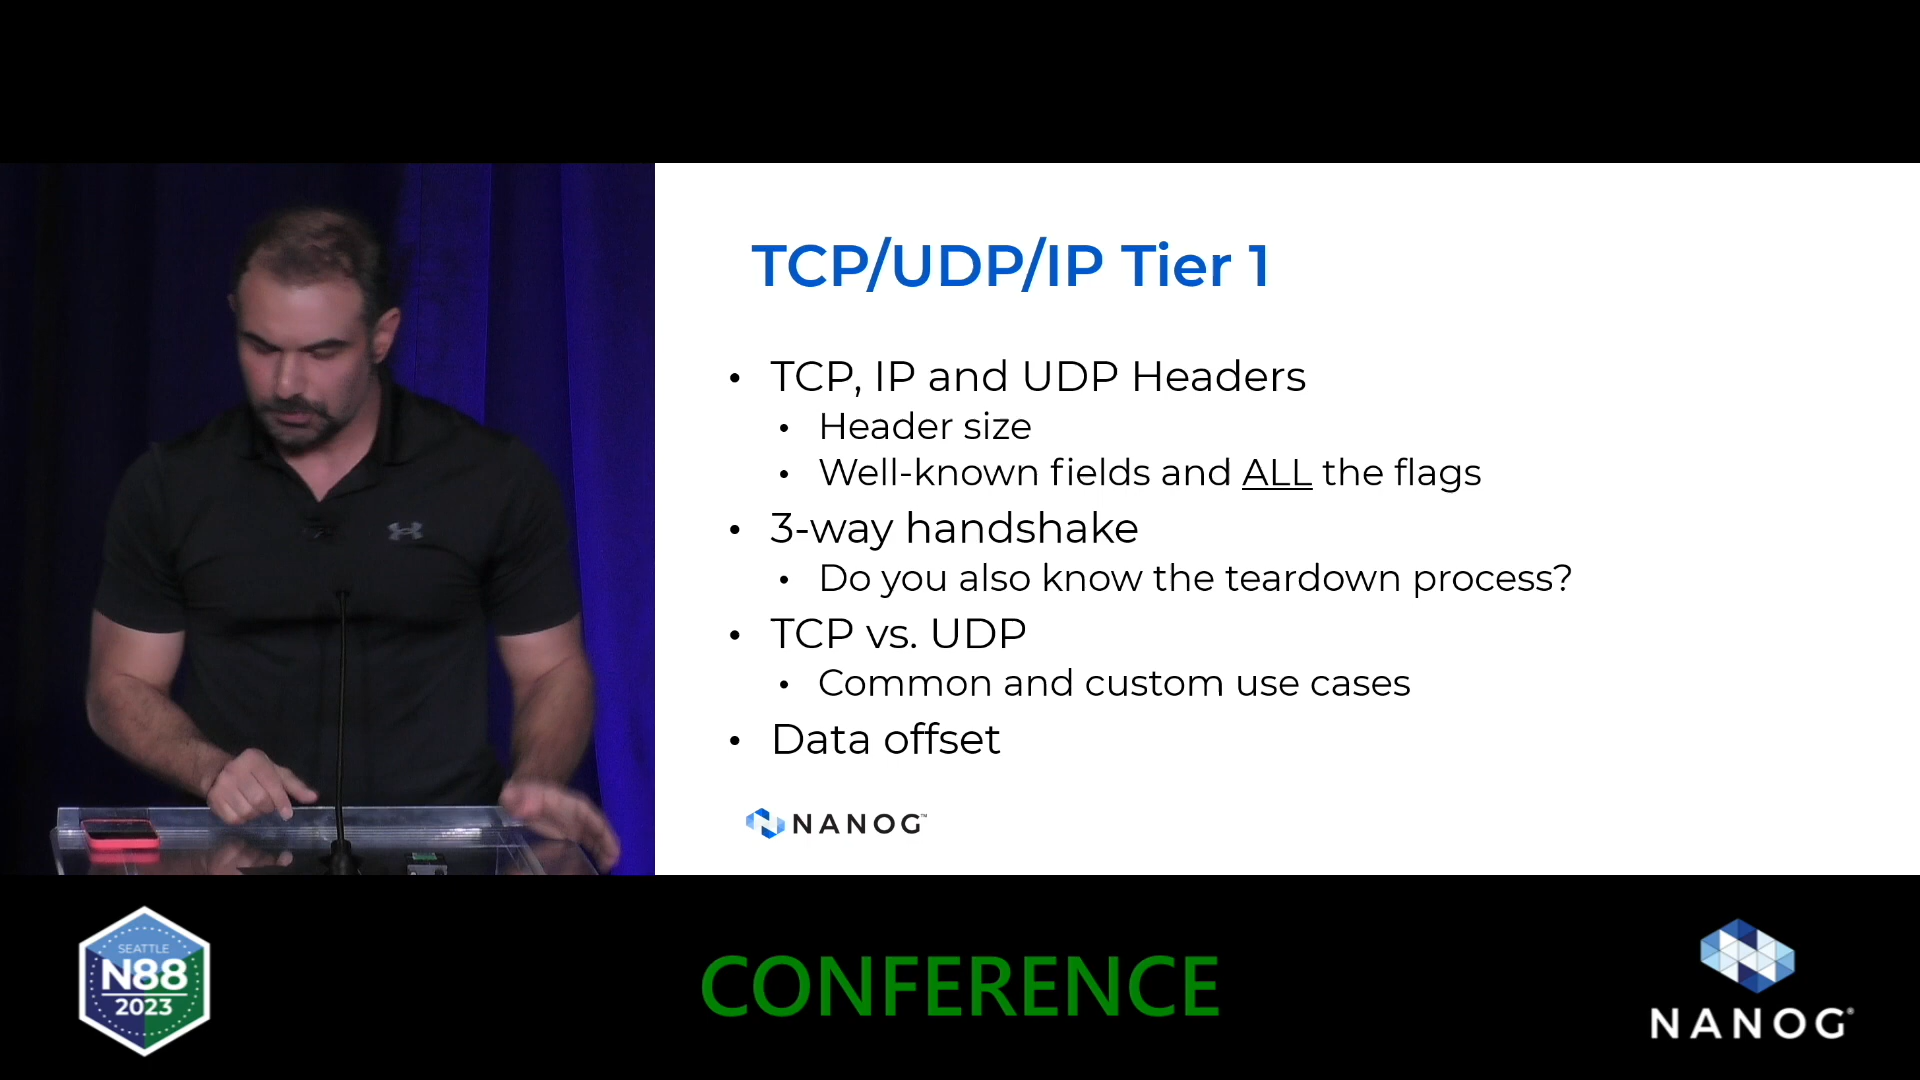 TCP/UDP/IP Tier 1
• TCP, IP and UDP Headers
• Header size
• Well-known fields and ALL the flags
• 3-way handshake
• Do you also know the teardown process?
• TCP vs. UDP
• Common and custom use cases
• Data offset
NANOG™
SEATTLE
N88
2023
CONFERENCE
NANOG®